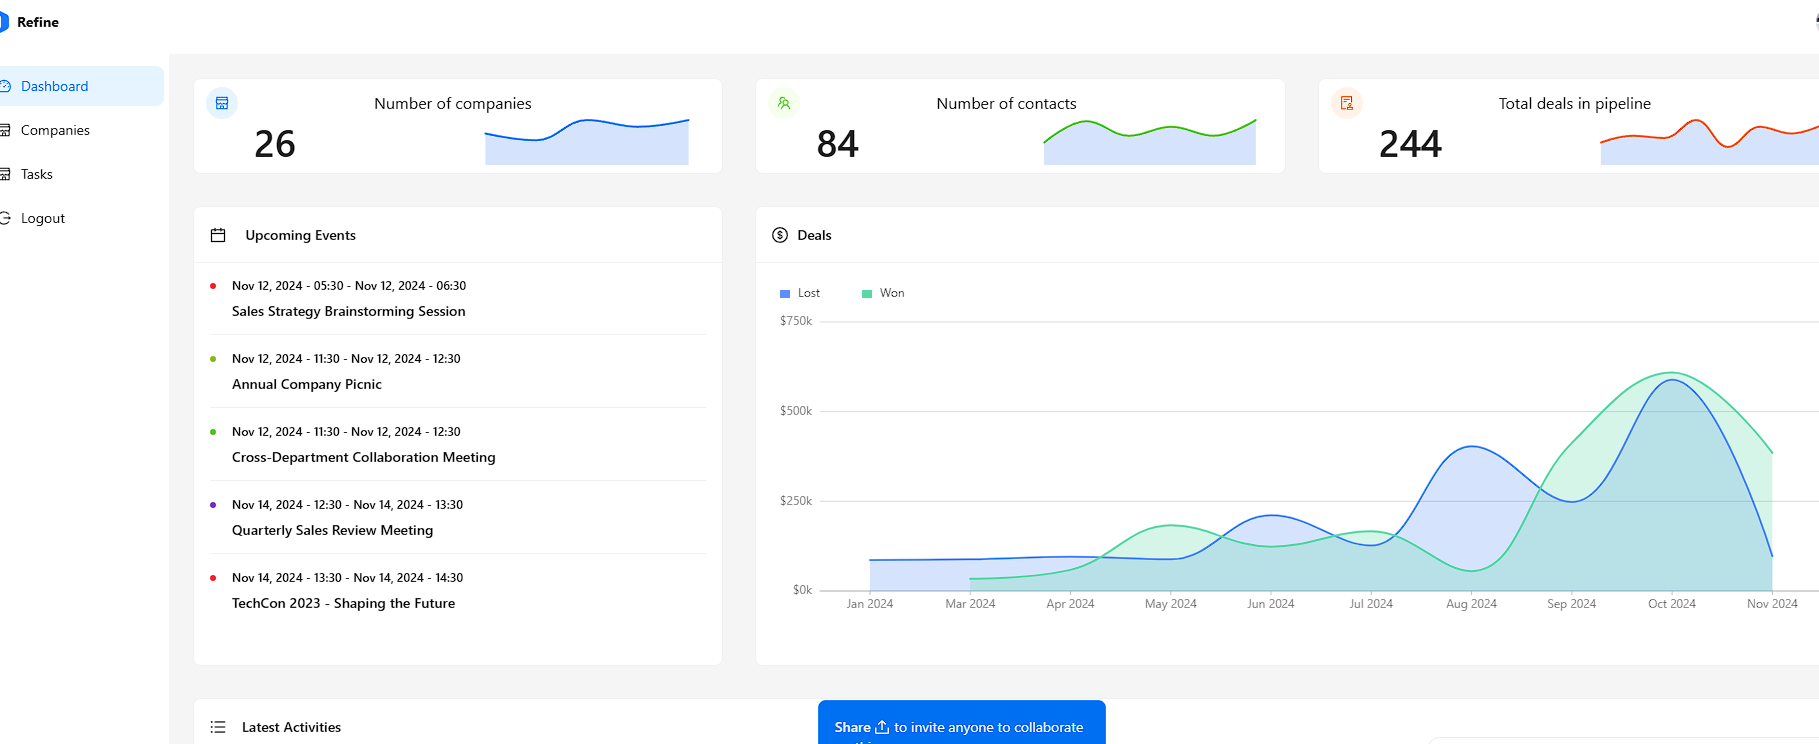 Refine
Dashboard
Companies
Tasks
Logout
Number of companies
26
Number of contacts
84
Total deals in pipeline
244
Upcoming Events
Nov 12, 2024 - 05:30 - Nov 12, 2024 - 06:30
Sales Strategy Brainstorming Session
Nov 12, 2024 - 11:30 - Nov 12, 2024 - 12:30
Annual Company Picnic
Nov 12, 2024 - 11:30 - Nov 12, 2024 - 12:30
Cross-Department Collaboration Meeting
Nov 14, 2024 - 12:30 - Nov 14, 2024 - 13:30
Quarterly Sales Review Meeting
Nov 14, 2024 - 13:30 - Nov 14, 2024 - 14:30
TechCon 2023 - Shaping the Future
Deals
Lost Won
$750k
$500k
$250k
$0k
Jan 2024 Mar 2024 Apr 2024 May 2024 Jun 2024 Jul 2024 Aug 2024 Sep 2024 Oct 2024 Nov 2024
Latest Activities
Share to invite anyone to collaborate